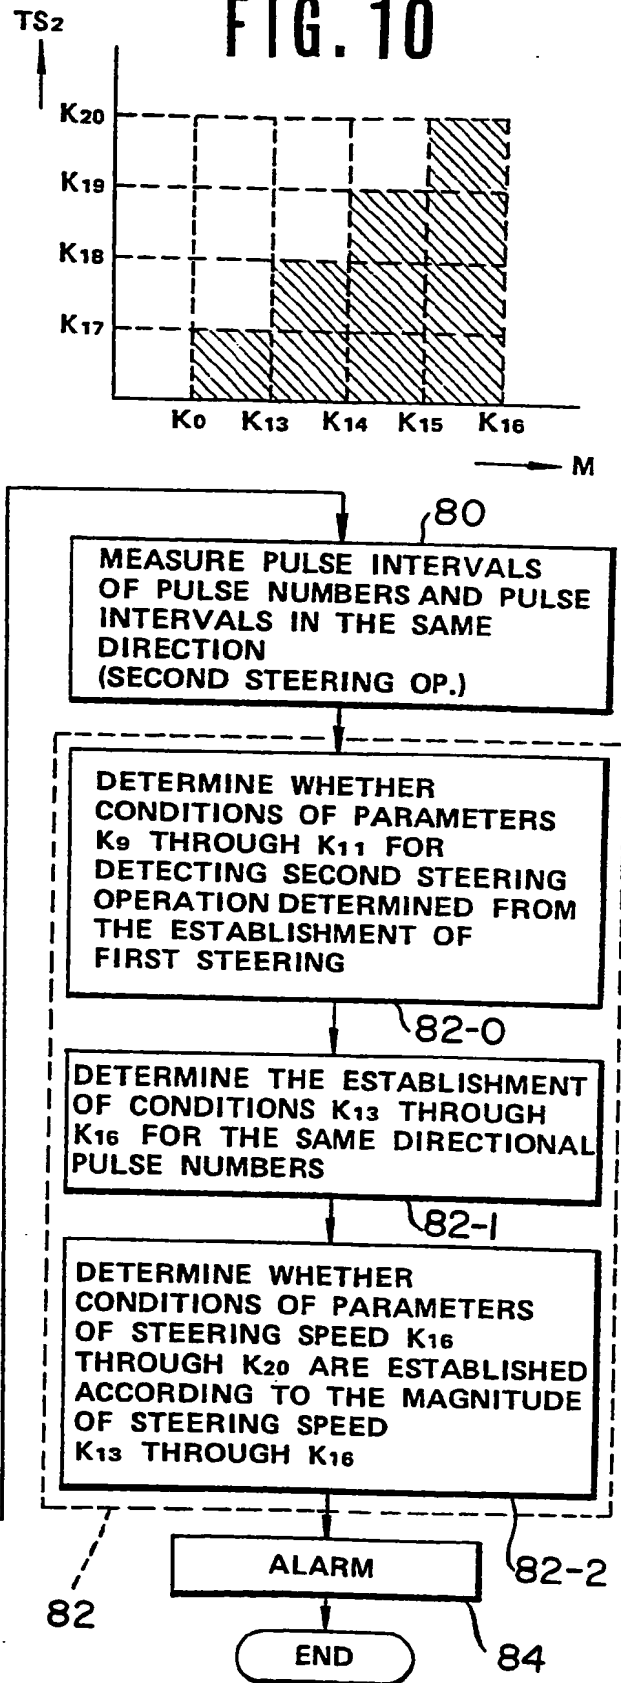 FIG. 10
TS2
K20
K19
K18
K17
K0 K13 K14 K15 K16
M
80
MEASURE PULSE INTERVALS
OF PULSE NUMBERS AND PULSE
INTERVALS IN THE SAME
DIRECTION
(SECOND STEERING OP.)
DETERMINE WHETHER
CONDITIONS OF PARAMETERS
K9 THROUGH K11 FOR
DETECTING SECOND STEERING
OPERATION DETERMINED FROM
THE ESTABLISHMENT OF
FIRST STEERING
82-0
DETERMINE THE ESTABLISHMENT
OF CONDITIONS K13 THROUGH
K16 FOR THE SAME DIRECTIONAL
PULSE NUMBERS
82-1
DETERMINE WHETHER
CONDITIONS OF PARAMETERS
OF STEERING SPEED K16
THROUGH K20 ARE ESTABLISHED
ACCORDING TO THE MAGNITUDE
OF STEERING SPEED
K13 THROUGH K16
82-2
82
ALARM
84
END